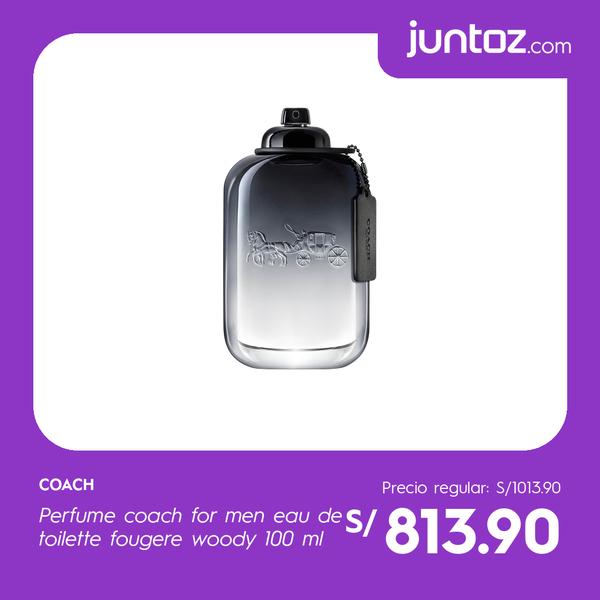 juntoz.com
COACH
COACH
Precio regular: S/1013.90
Perfume coach for men eau de
toilette fougere woody 100 ml
S/ 813.90